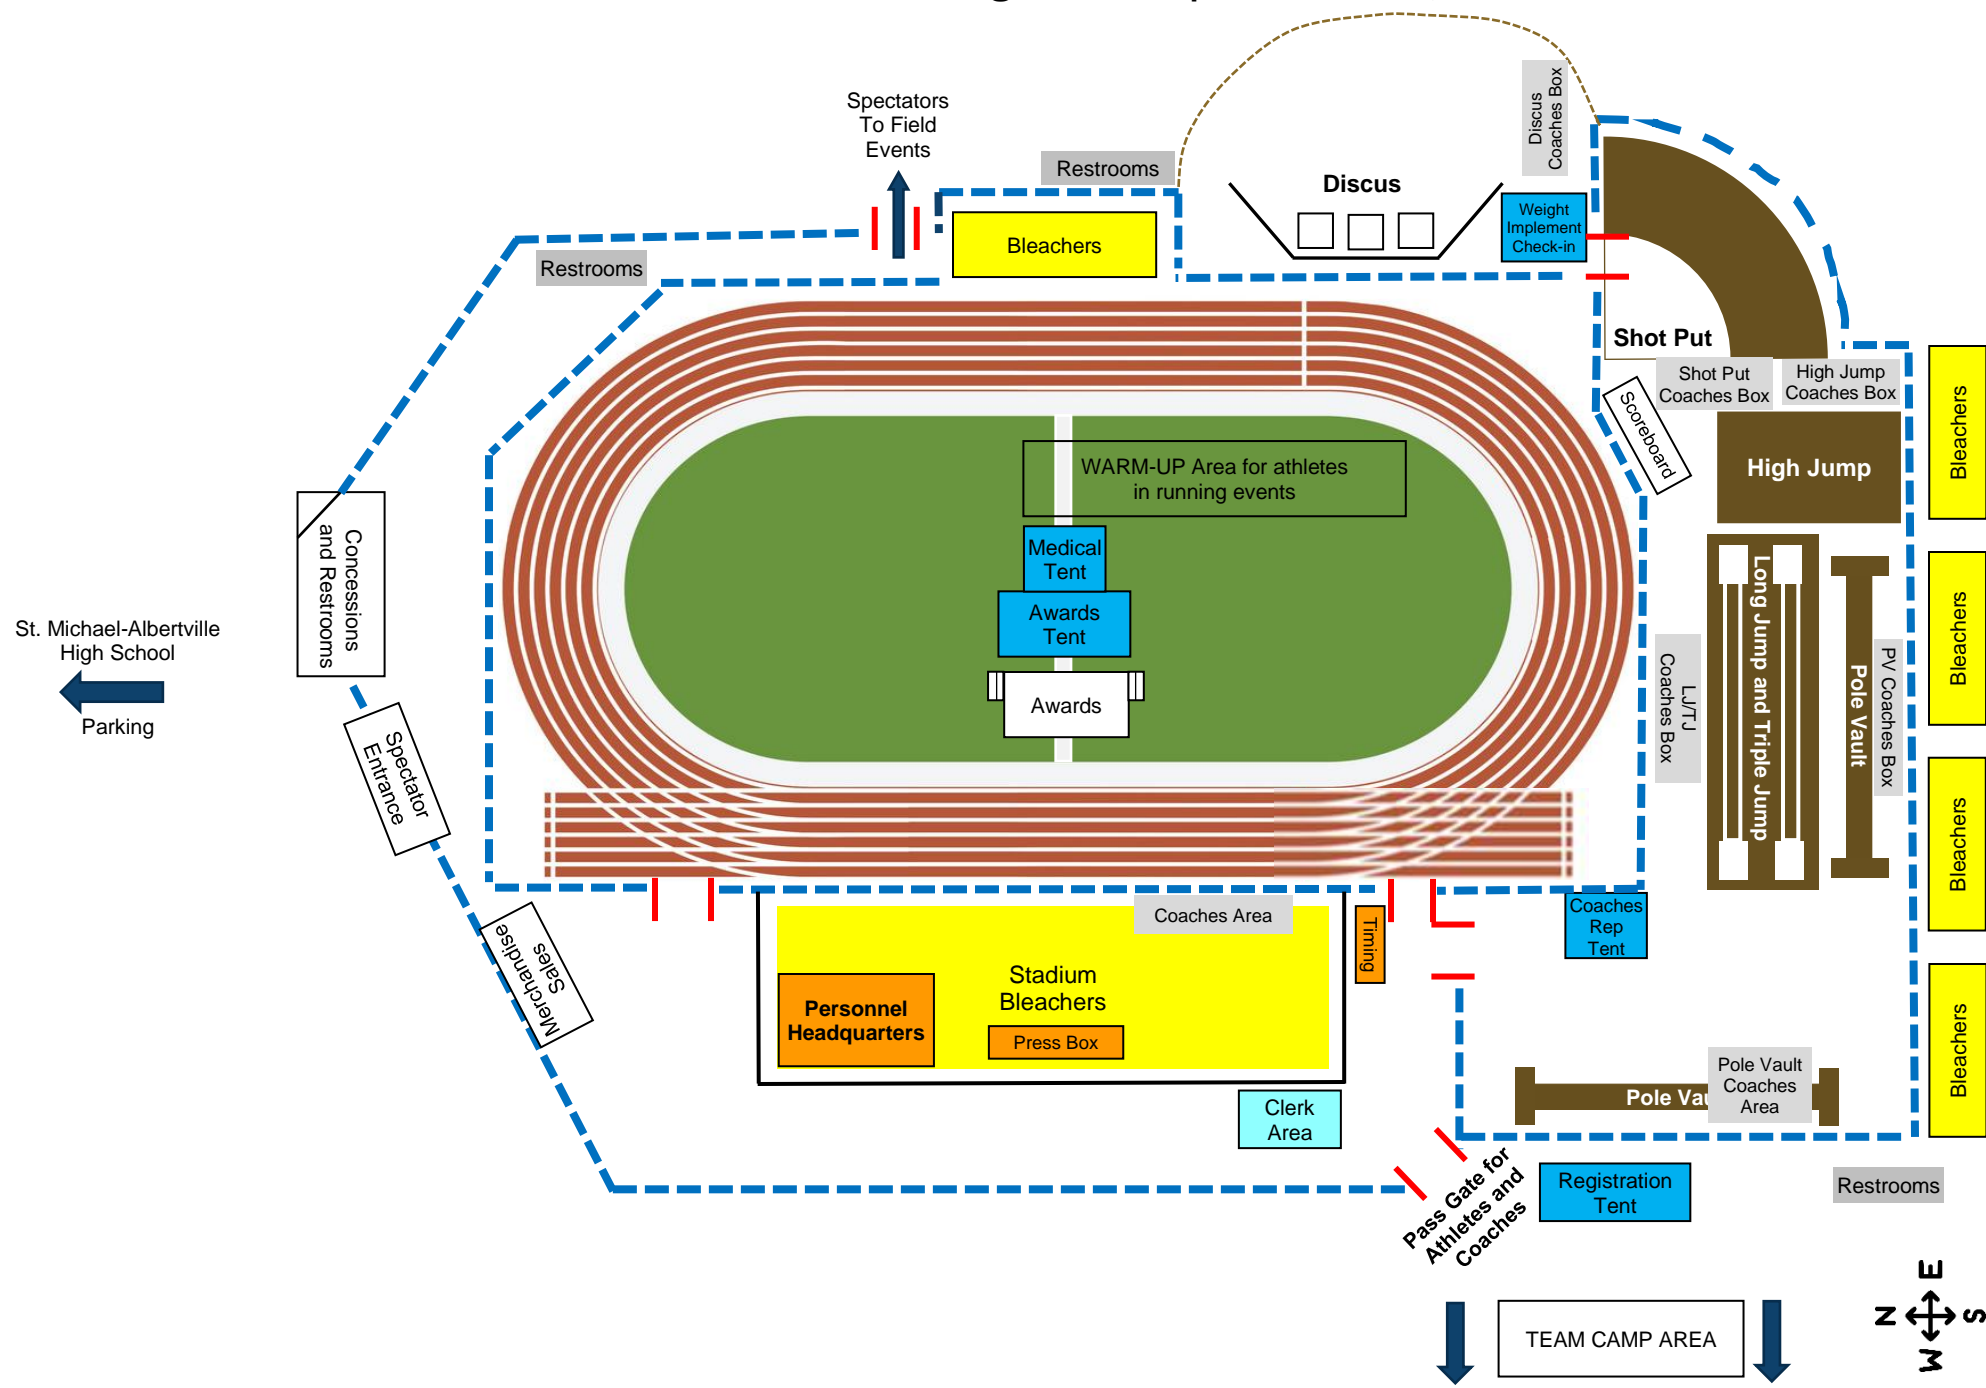 Spectators
To Field
Events
Restrooms
Discus
Coaches Box
Discus
Weight
Implement
Check-in
Bleachers
Restrooms
Shot Put
Shot Put
Coaches Box
High Jump
Coaches Box
Scoreboard
Bleachers
High Jump
WARM-UP Area for athletes
in running events
Medical
Tent
Awards
Tent
Awards
Concessions
and Restrooms
St. Michael-Albertville
High School
Parking
Spectator
Entrance
LJ/TJ
Coaches Box
Long Jump and Triple Jump
Pole Vault
PV Coaches Box
Bleachers
Bleachers
Bleachers
Merchandise
Sales
Coaches Area
Timing
Coaches
Rep
Tent
Stadium
Bleachers
Personnel
Headquarters
Press Box
Clerk
Area
Pole Vau
Pole Vault
Coaches
Area
Pass Gate for
Athletes and
Coaches
Registration
Tent
Restrooms
TEAM CAMP AREA
E
N
S
W